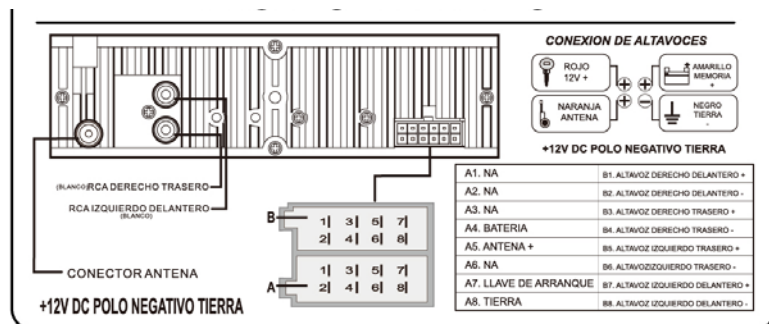 CONEXION DE ALTAVOCES
ROJO
12V +
AMARILLO
MEMORIA
+
NARANJA
ANTENA
NEGRO
TIERRA
-
+12V DC POLO NEGATIVO TIERRA
(BLANCO)RCA DERECHO TRASERO
RCA IZQUIERDO DELANTERO
(BLANCO)
CONECTOR ANTENA
+12V DC POLO NEGATIVO TIERRA
B
1 3 5 7
2 4 6 8
A
1 3 5 7
2 4 6 8
A1. NA B1. ALTAVOZ DERECHO DELANTERO +
A2. NA B2. ALTAVOZ DERECHO DELANTERO -
A3. NA B3. ALTAVOZ DERECHO TRASERO +
A4. BATERIA B4. ALTAVOZ DERECHO TRASERO -
A5. ANTENA + B5. ALTAVOZ IZQUIERDO TRASERO +
A6. NA B6. ALTAVOZIZQUIERDO TRASERO -
A7. LLAVE DE ARRANQUE B7. ALTAVOZ IZQUIERDO DELANTERO +
A8. TIERRA B8. ALTAVOZ IZQUIERDO DELANTERO -